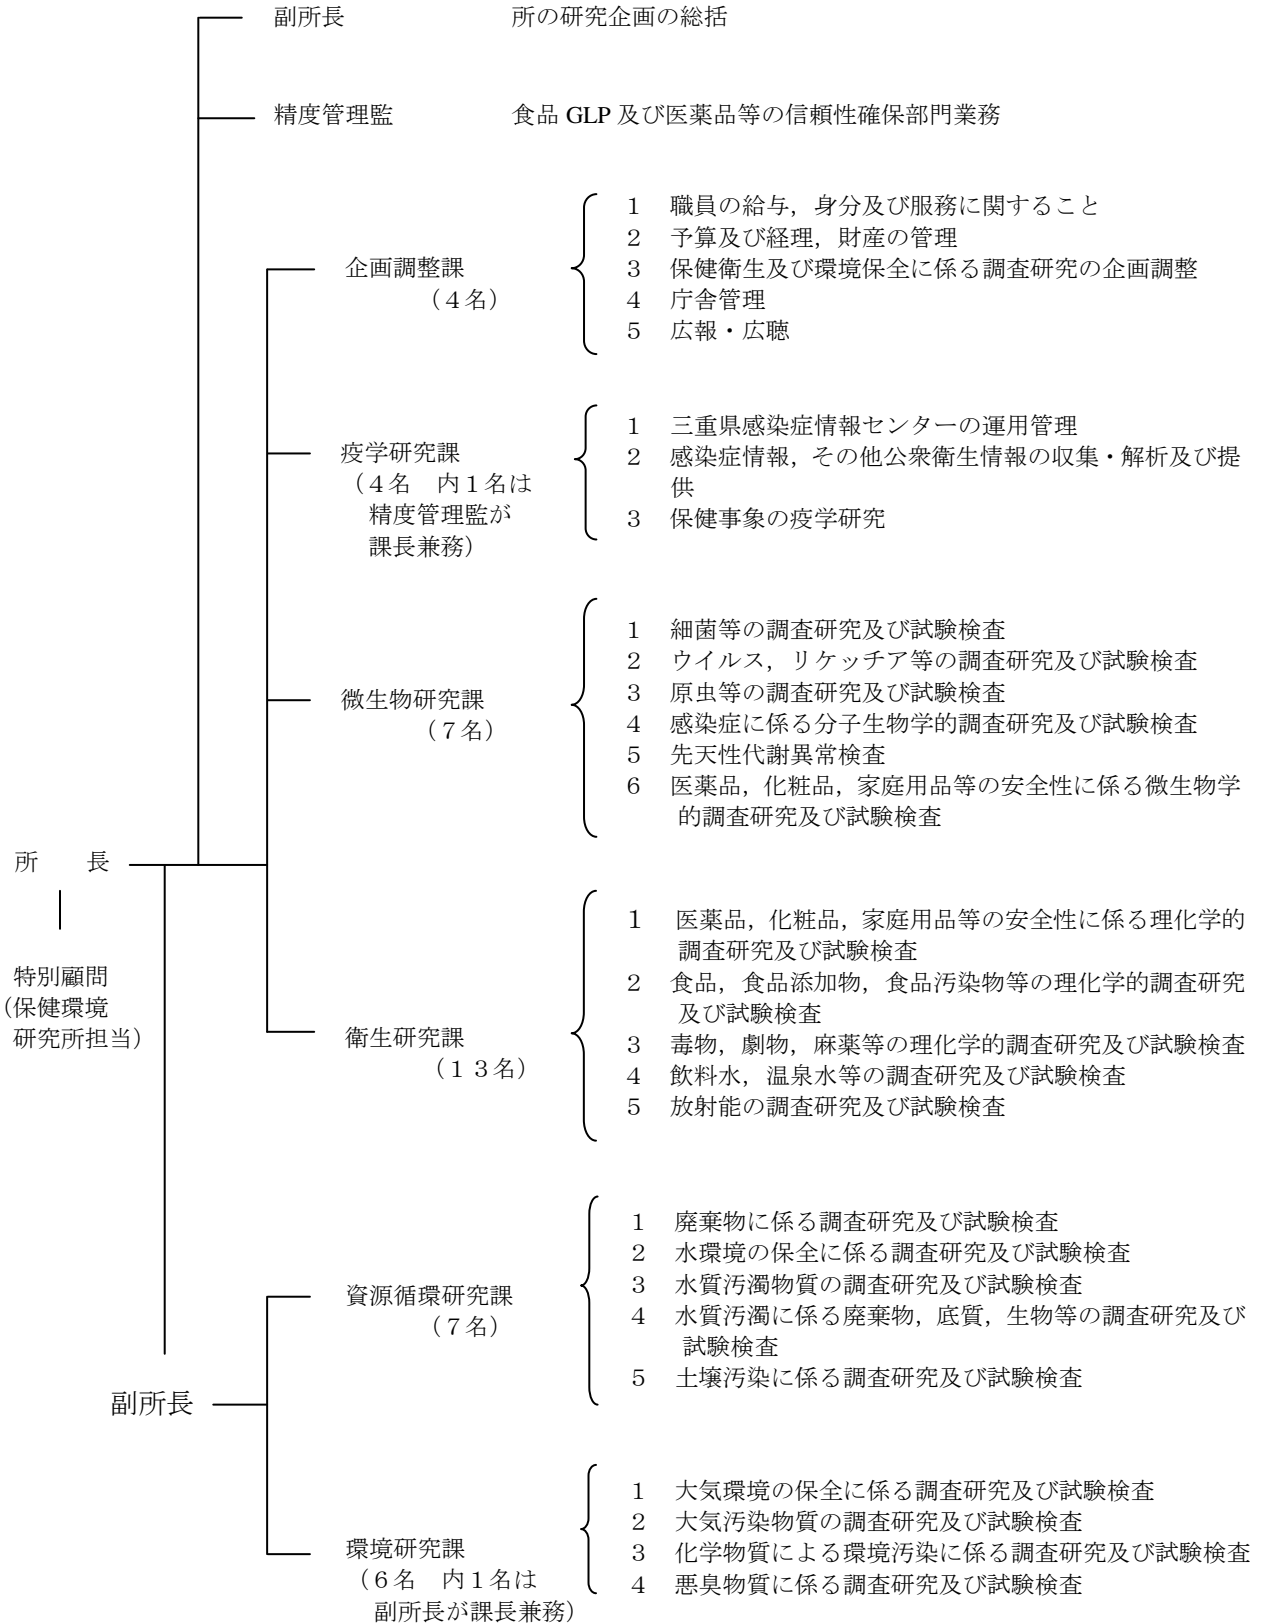 副所長　所の研究企画の総括
精度管理監　食品 GLP 及び医薬品等の信頼性確保部門業務
企画調整課
（４名）
１　職員の給与，身分及び服務に関すること
２　予算及び経理，財産の管理
３　保健衛生及び環境保全に係る調査研究の企画調整
４　庁舎管理
５　広報・広聴
疫学研究課
（４名　内１名は
精度管理監が
課長兼務）
１　三重県感染症情報センターの運用管理
２　感染症情報，その他公衆衛生情報の収集・解析及び提
供
３　保健事象の疫学研究
微生物研究課
（７名）
１　細菌等の調査研究及び試験検査
２　ウイルス，リケッチア等の調査研究及び試験検査
３　原虫等の調査研究及び試験検査
４　感染症に係る分子生物学的調査研究及び試験検査
５　先天性代謝異常検査
６　医薬品，化粧品，家庭用品等の安全性に係る微生物学
的調査研究及び試験検査
所　長
特別顧問
（保健環境
研究所担当）
衛生研究課
（１３名）
１　医薬品，化粧品，家庭用品等の安全性に係る理化学的
調査研究及び試験検査
２　食品，食品添加物，食品汚染物等の理化学的調査研究
及び試験検査
３　毒物，劇物，麻薬等の理化学的調査研究及び試験検査
４　飲料水，温泉水等の調査研究及び試験検査
５　放射能の調査研究及び試験検査
副所長
資源循環研究課
（７名）
１　廃棄物に係る調査研究及び試験検査
２　水環境の保全に係る調査研究及び試験検査
３　水質汚濁物質の調査研究及び試験検査
４　水質汚濁に係る廃棄物，底質，生物等の調査研究及び
試験検査
５　土壌汚染に係る調査研究及び試験検査
環境研究課
（６名　内１名は
副所長が課長兼務）
１　大気環境の保全に係る調査研究及び試験検査
２　大気汚染物質の調査研究及び試験検査
３　化学物質による環境汚染に係る調査研究及び試験検査
４　悪臭物質に係る調査研究及び試験検査